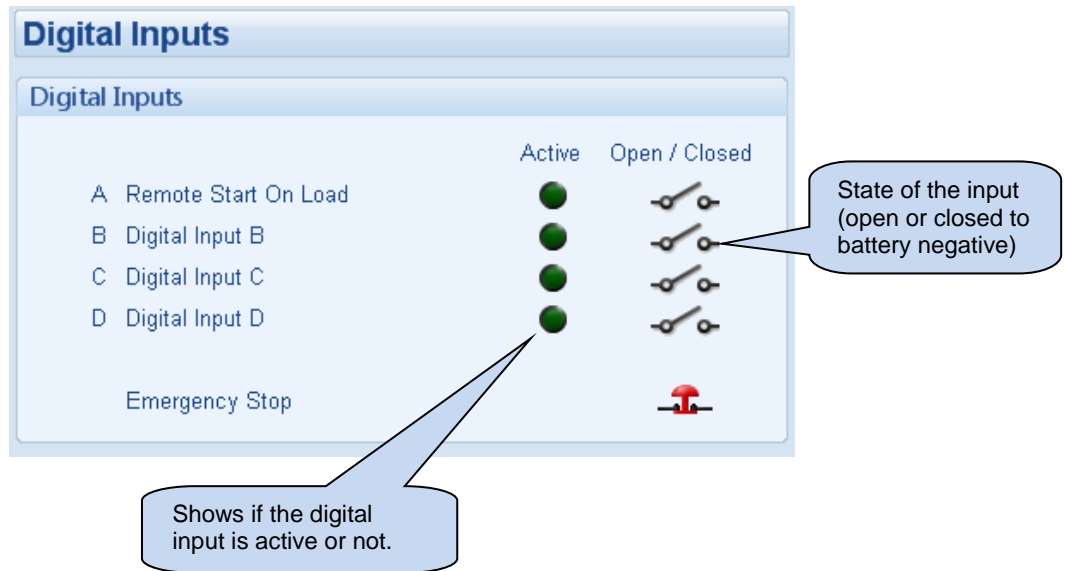 Digital Inputs
Digital Inputs
Active Open / Closed
A Remote Start On Load
B Digital Input B
C Digital Input C
D Digital Input D
Emergency Stop
State of the input
(open or closed to
battery negative)
Shows if the digital
input is active or not.